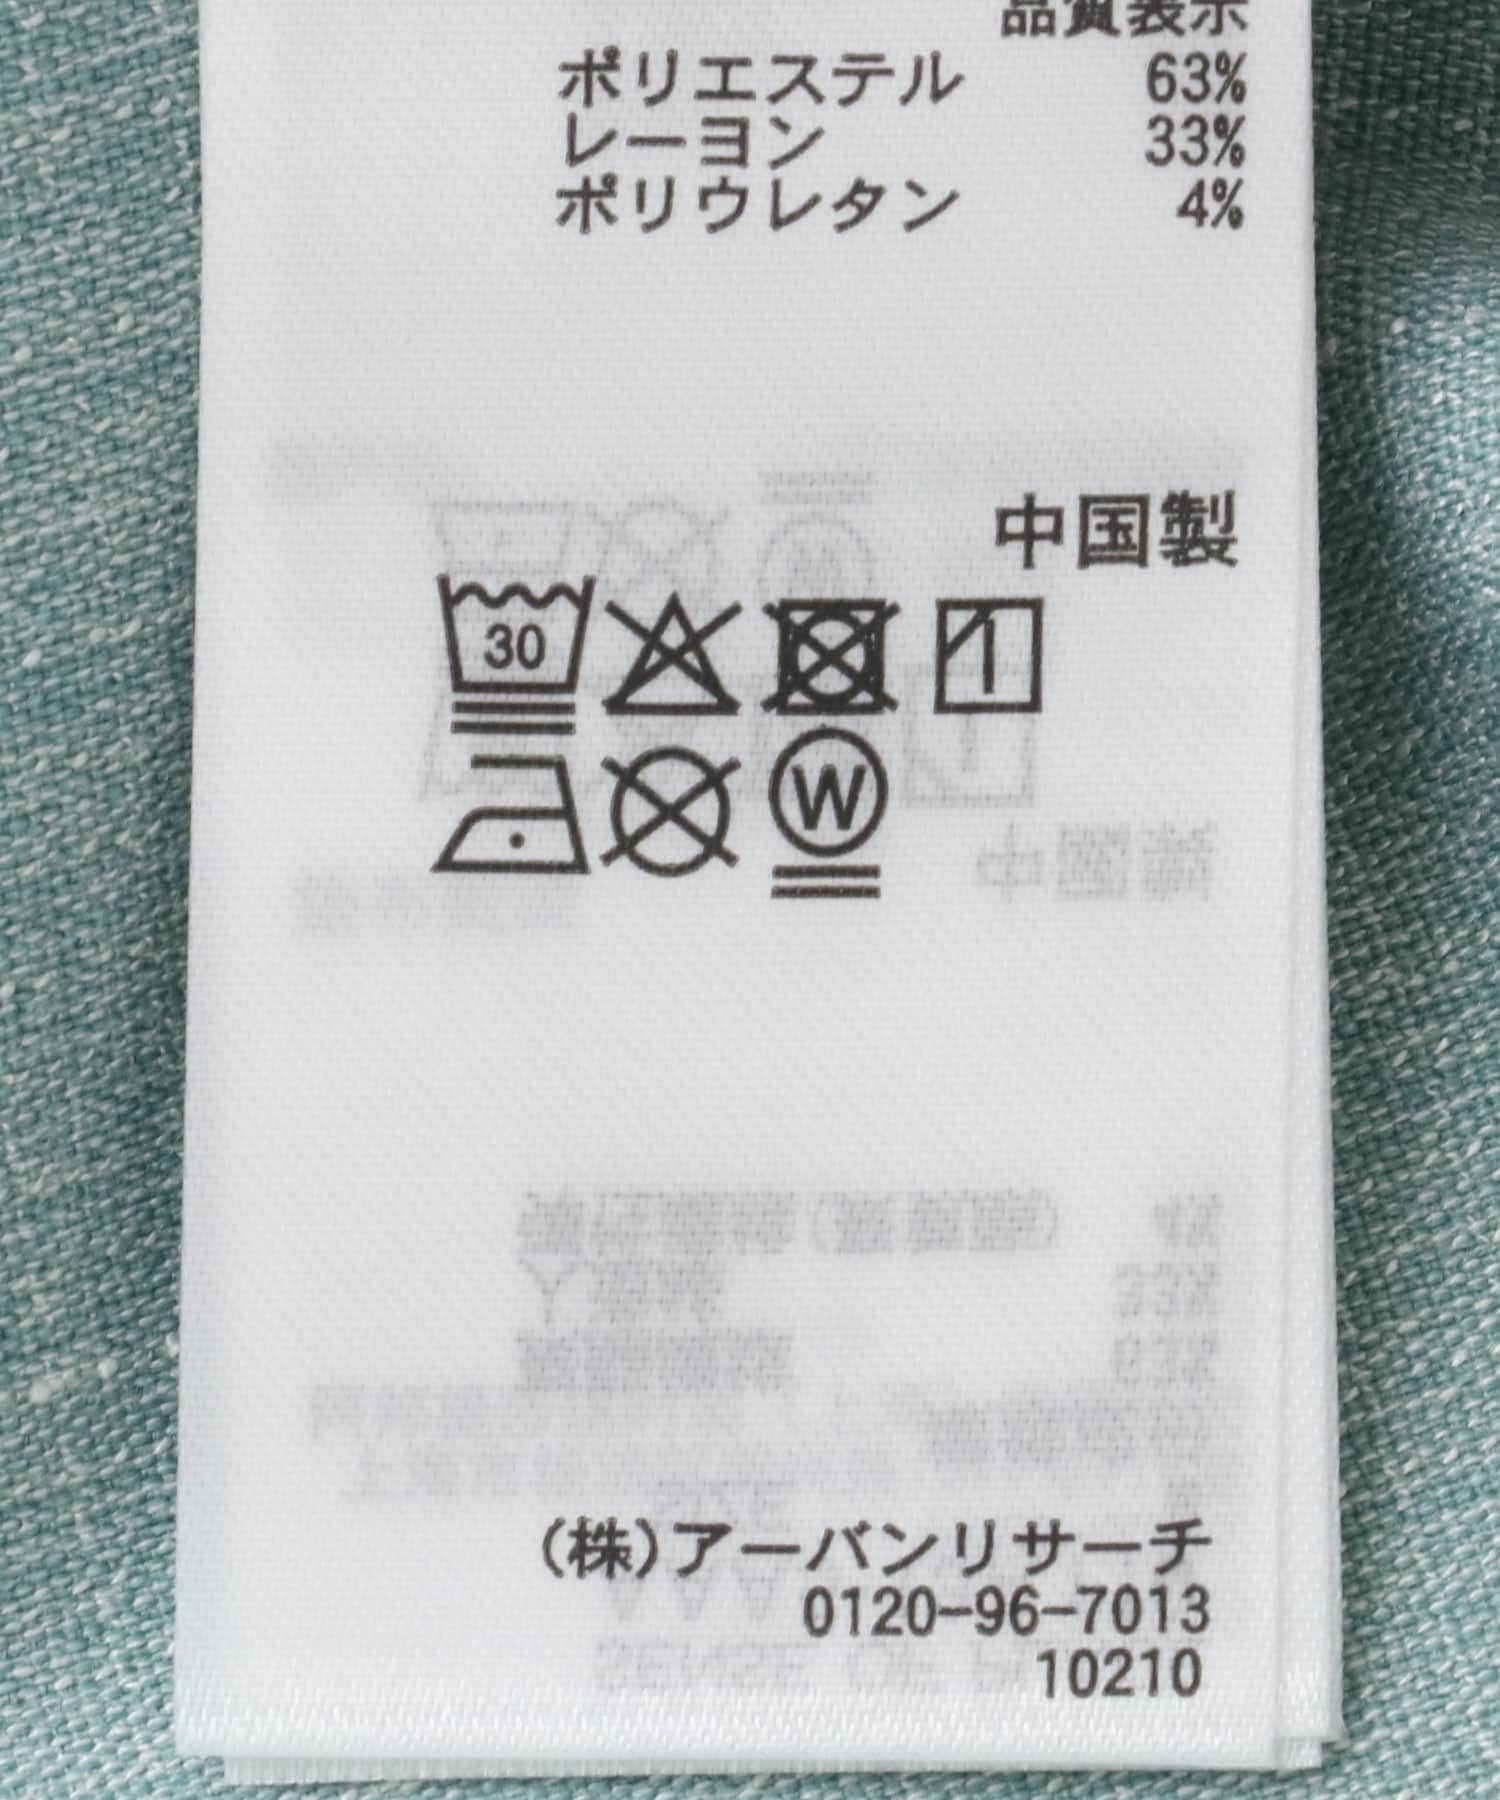 品質表示
ポリエステル 63%
レーヨン 33%
ポリウレタン 4%
中国製
30
W
(株)アーバンリサーチ
0120-96-7013
10210